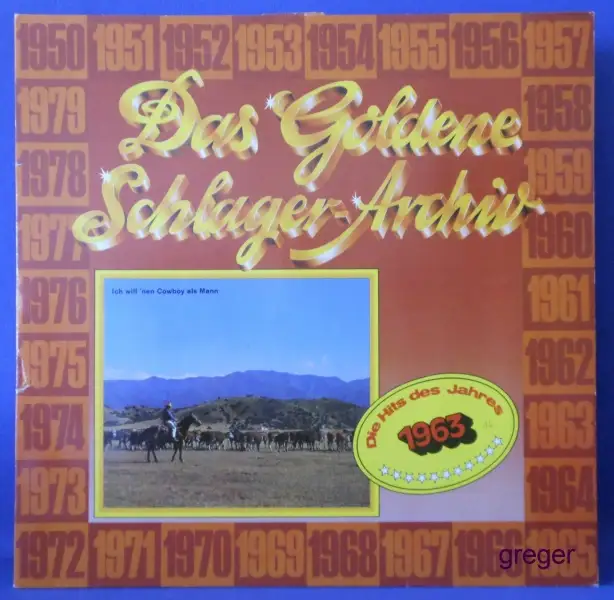 1950 1951 1952 1953 1954 1955 1956 1957
Das Goldene
Schlager-Archiv
1979 1958
1978 1959
1977 1960
1976 1961
1975 1962
1974 1963
1973 1964
1972 1971 1970 1969 1968 1967 1966 1965
Ich will 'nen Cowboy als Mann
Die Hits des Jahres
1963
greger